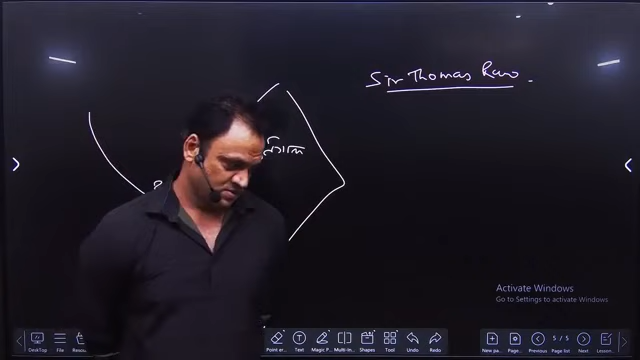 Sir Thomas
Activate Windows
Go to Settings to activate Windows
5 / 5
DeskTop File Point er... Text Magic P... Multi-In... Shapes Tool Undo Redo New pa... Page... Previous Page list Next Lesson...